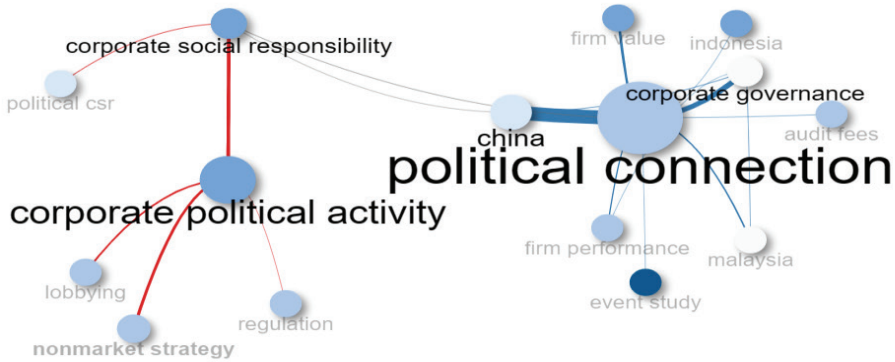 firm value
indonesia
corporate social responsibility
political csr
corporate governance
china
audit fees
political connection
corporate political activity
firm performance
malaysia
lobbying
event study
regulation
nonmarket strategy